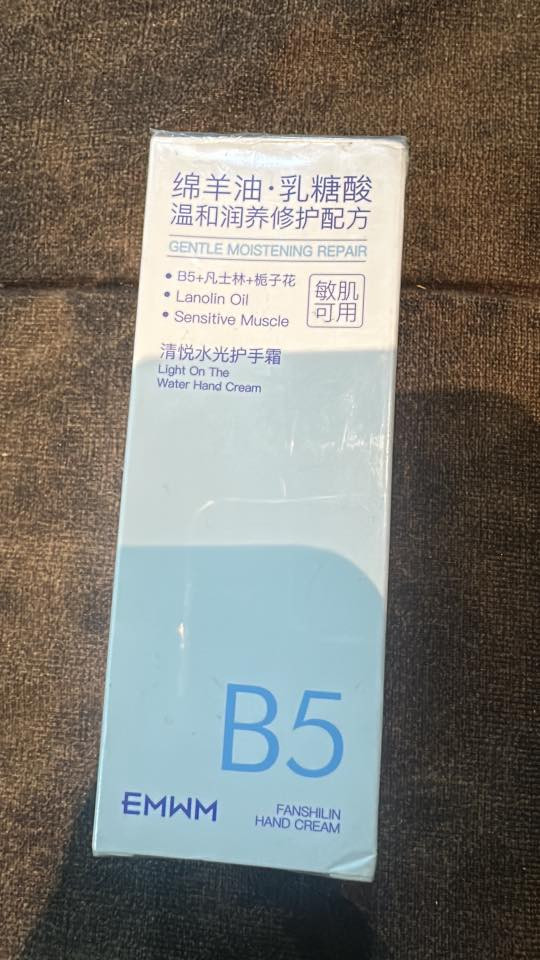 绵羊油·乳糖酸
温和润养修护配方
GENTLE MOISTENING REPAIR
• B5+凡士林+栀子花
• Lanolin Oil
• Sensitive Muscle
敏肌
可用
清悦水光护手霜
Light On The
Water Hand Cream
B5
EMWM
FANSHILIN
HAND CREAM